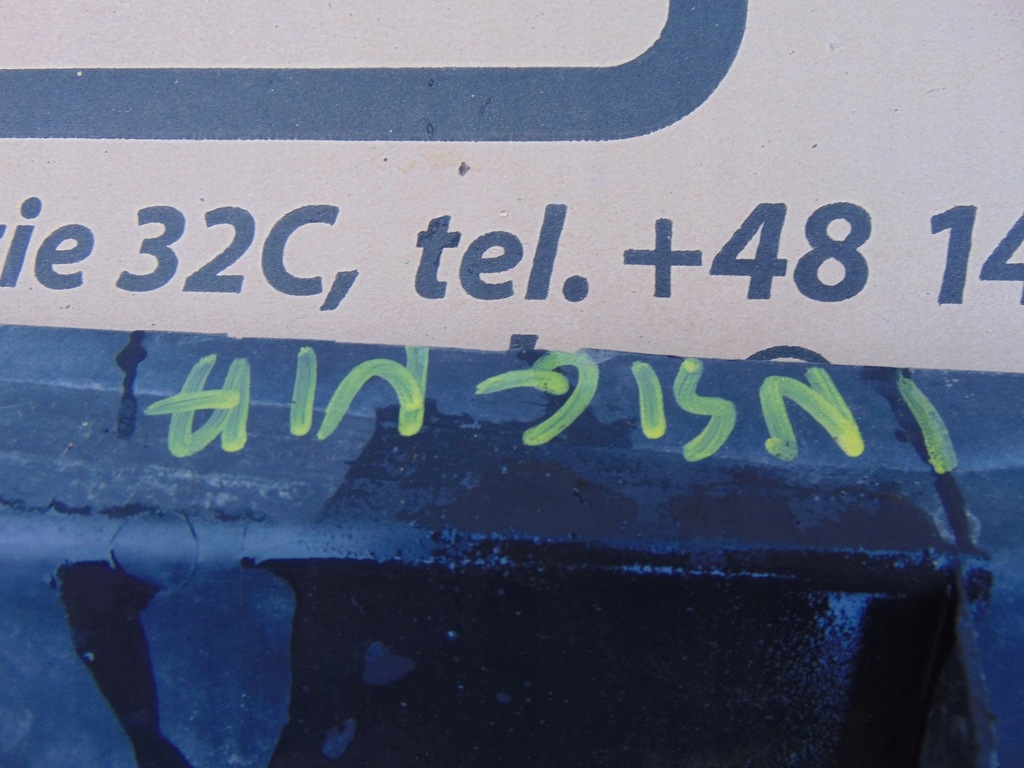 ie 32C, tel. +48 14
INSIGNIA